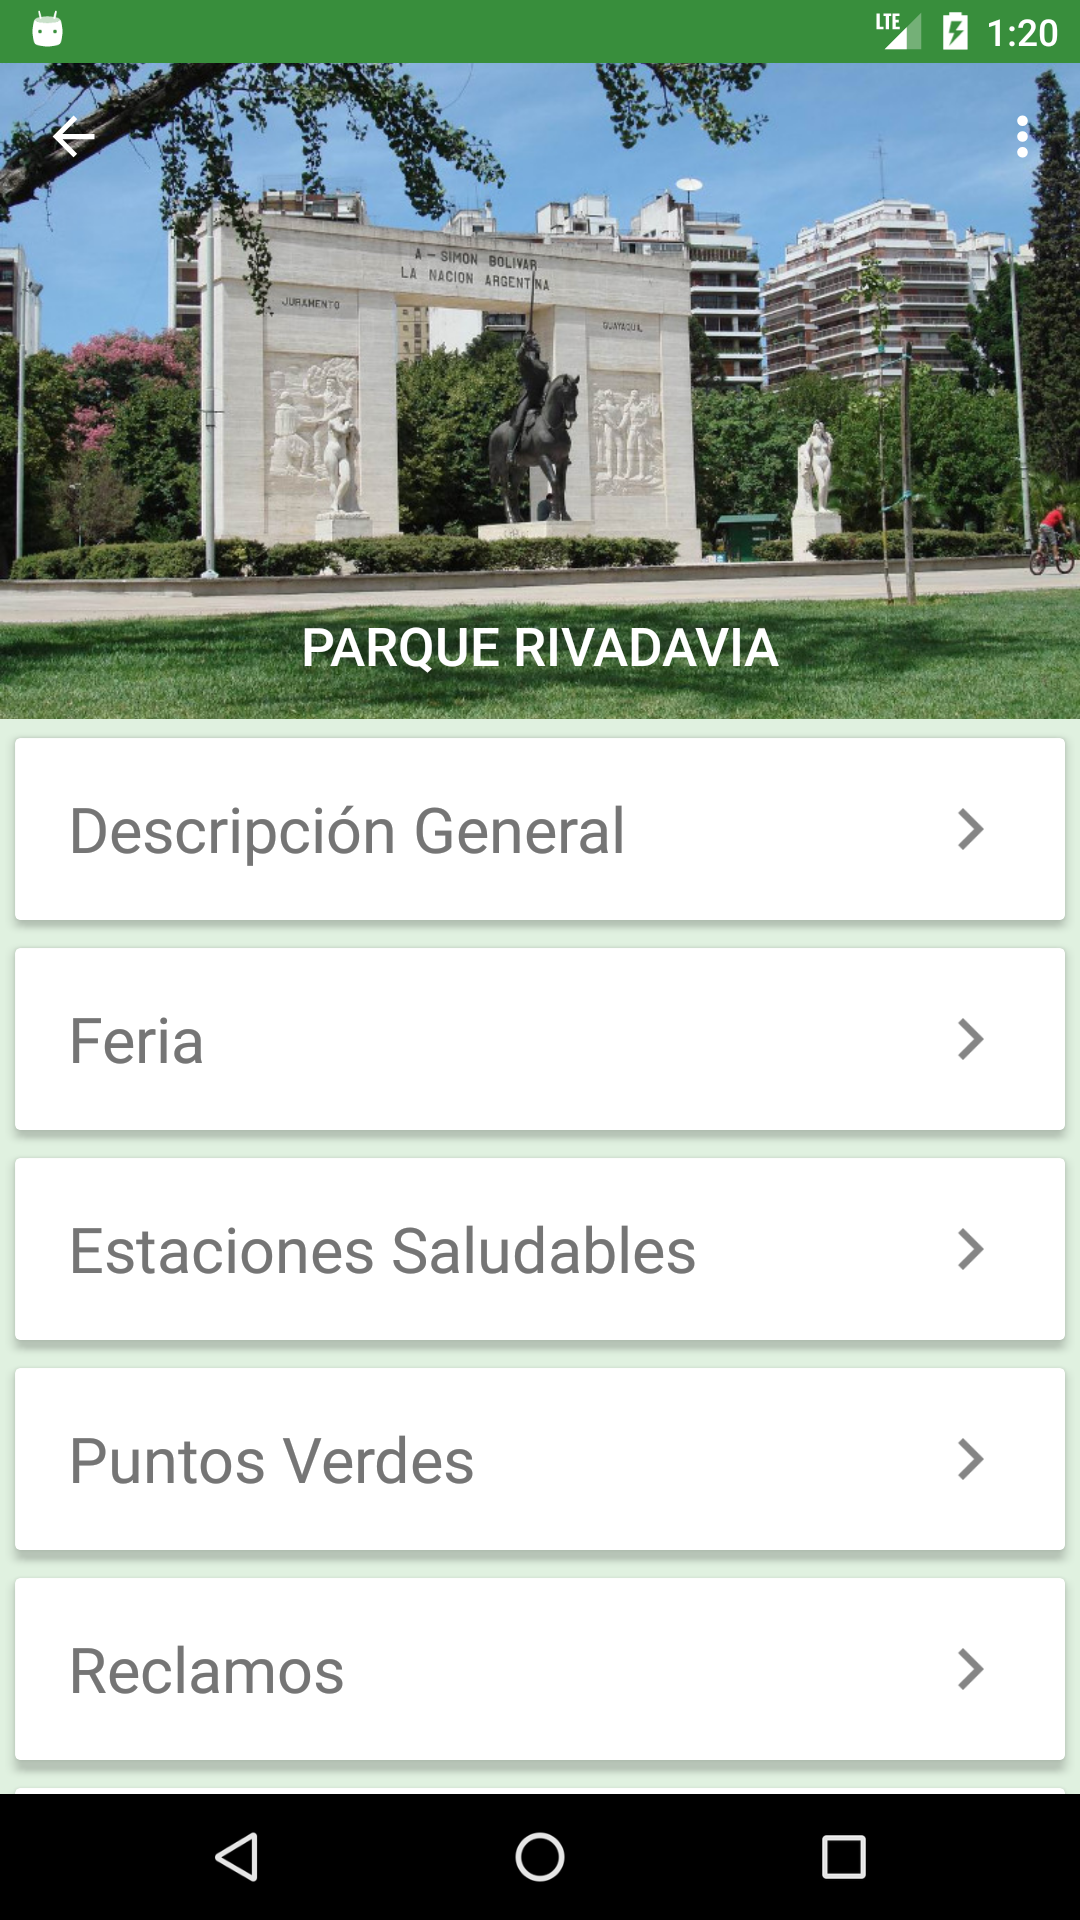 LTE 1:20
A – SIMON BOLIVAR
LA NACION ARGENTINA
JURAMENTO
GUAYAQUIL
PARQUE RIVADAVIA
Descripción General
Feria
Estaciones Saludables
Puntos Verdes
Reclamos